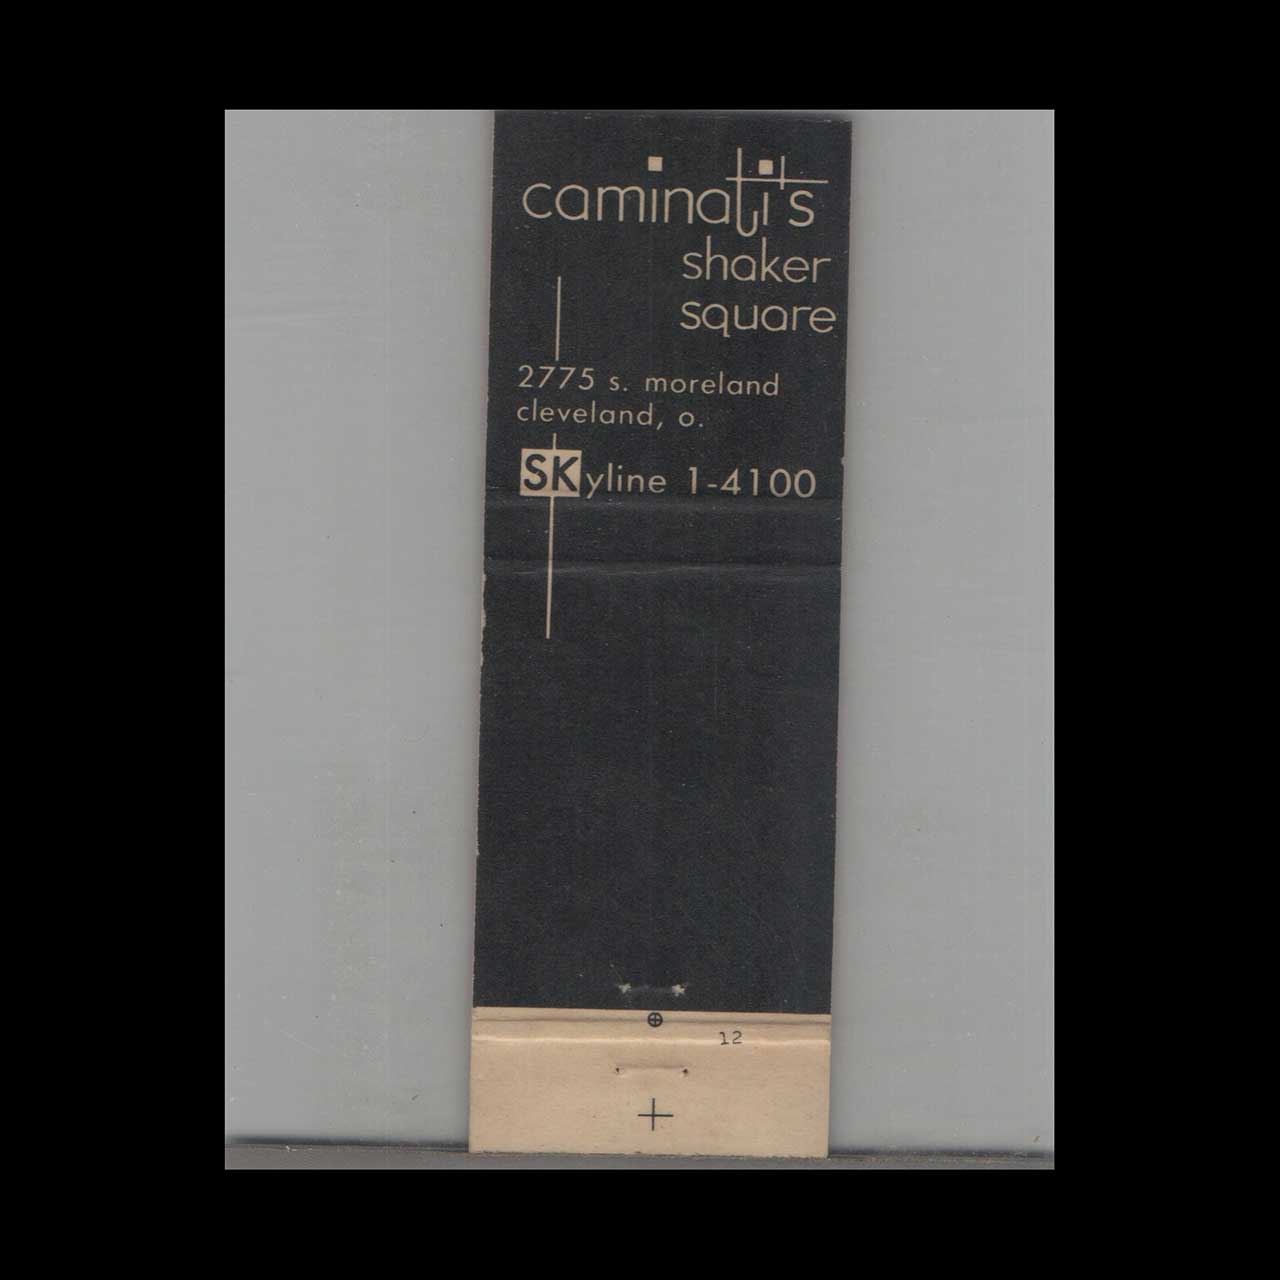 caminati's
shaker
square
2775 s. moreland
cleveland, o.
SKyline 1-4100
12